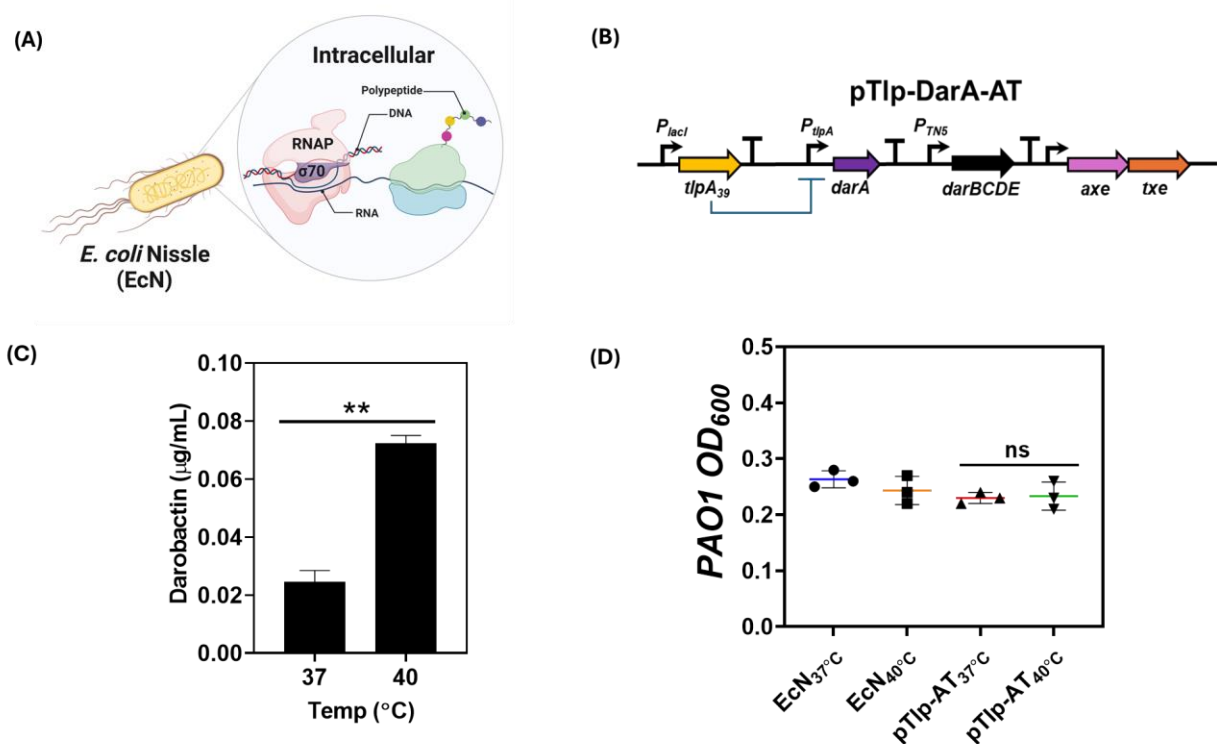 (A)
Intracellular
Polypeptide
DNA
RNAP
σ70
RNA
E. coli Nissle
(EcN)
(B)
pTlp-DarA-AT
PlacI
PtlpA
PTN5
tlpA39
darA
darBCDE
axe
txe
(C)
0.10
0.08
0.06
0.04
0.02
0.00
Darobactin (μg/mL)
**
37
40
Temp (°C)
(D)
0.5
0.4
0.3
0.2
0.1
0.0
PAO1 OD600
ns
EcN37°C
EcN40°C
pTlp-AT37°C
pTlp-AT40°C